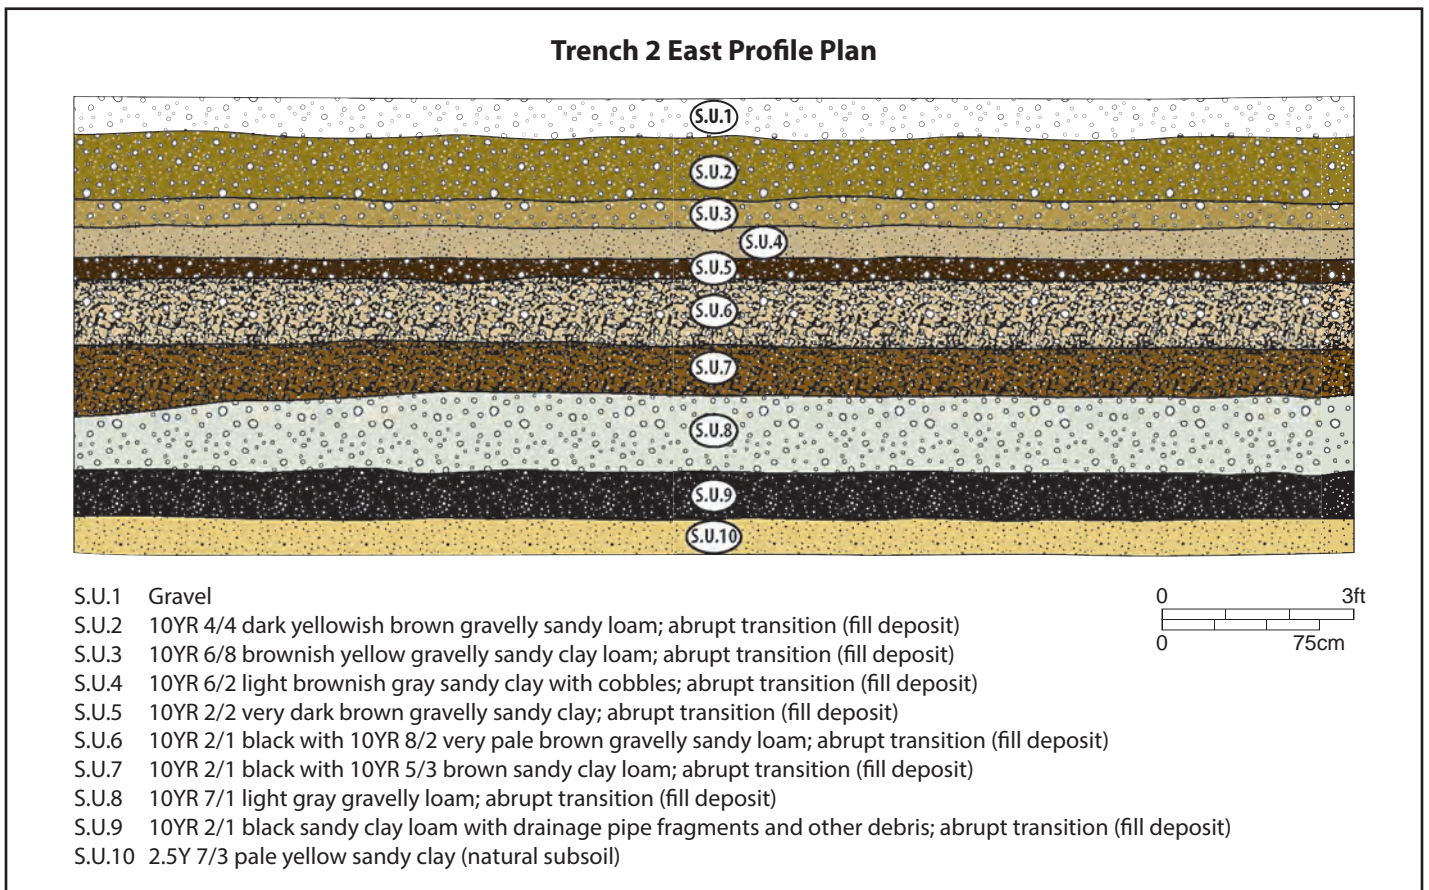 Trench 2 East Profile Plan
S.U.1
S.U.2
S.U.3
S.U.4
S.U.5
S.U.6
S.U.7
S.U.8
S.U.9
S.U.10
S.U.1 Gravel
S.U.2 10YR 4/4 dark yellowish brown gravelly sandy loam; abrupt transition (fill deposit)
S.U.3 10YR 6/8 brownish yellow gravelly sandy clay loam; abrupt transition (fill deposit)
S.U.4 10YR 6/2 light brownish gray sandy clay with cobbles; abrupt transition (fill deposit)
S.U.5 10YR 2/2 very dark brown gravelly sandy clay; abrupt transition (fill deposit)
S.U.6 10YR 2/1 black with 10YR 8/2 very pale brown gravelly sandy loam; abrupt transition (fill deposit)
S.U.7 10YR 2/1 black with 10YR 5/3 brown sandy clay loam; abrupt transition (fill deposit)
S.U.8 10YR 7/1 light gray gravelly loam; abrupt transition (fill deposit)
S.U.9 10YR 2/1 black sandy clay loam with drainage pipe fragments and other debris; abrupt transition (fill deposit)
S.U.10 2.5Y 7/3 pale yellow sandy clay (natural subsoil)
0 3ft
0 75cm